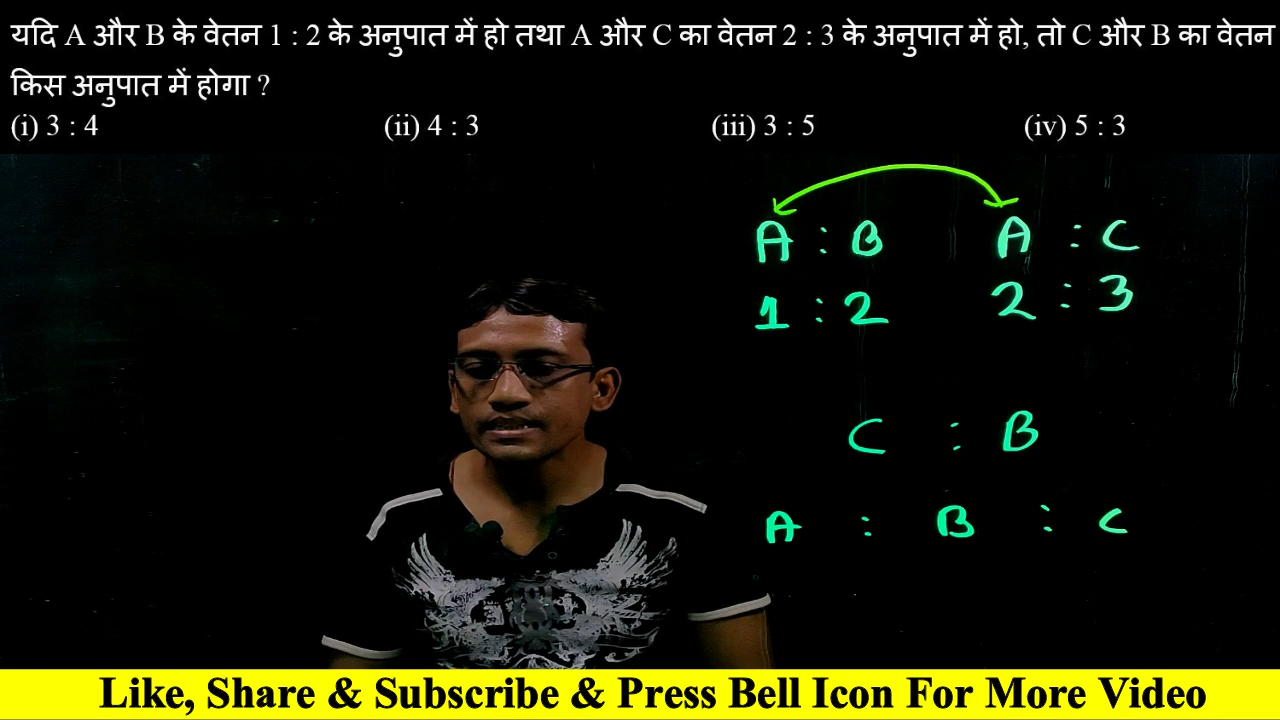 यदि A और B के वेतन 1 : 2 के अनुपात में हो तथा A और C का वेतन 2 : 3 के अनुपात में हो, तो C और B का वेतन
किस अनुपात में होगा ?
(i) 3 : 4 (ii) 4 : 3 (iii) 3 : 5 (iv) 5 : 3
A : B A : C
1 : 2 2 : 3
C : B
A : B : C
Like, Share & Subscribe & Press Bell Icon For More Video